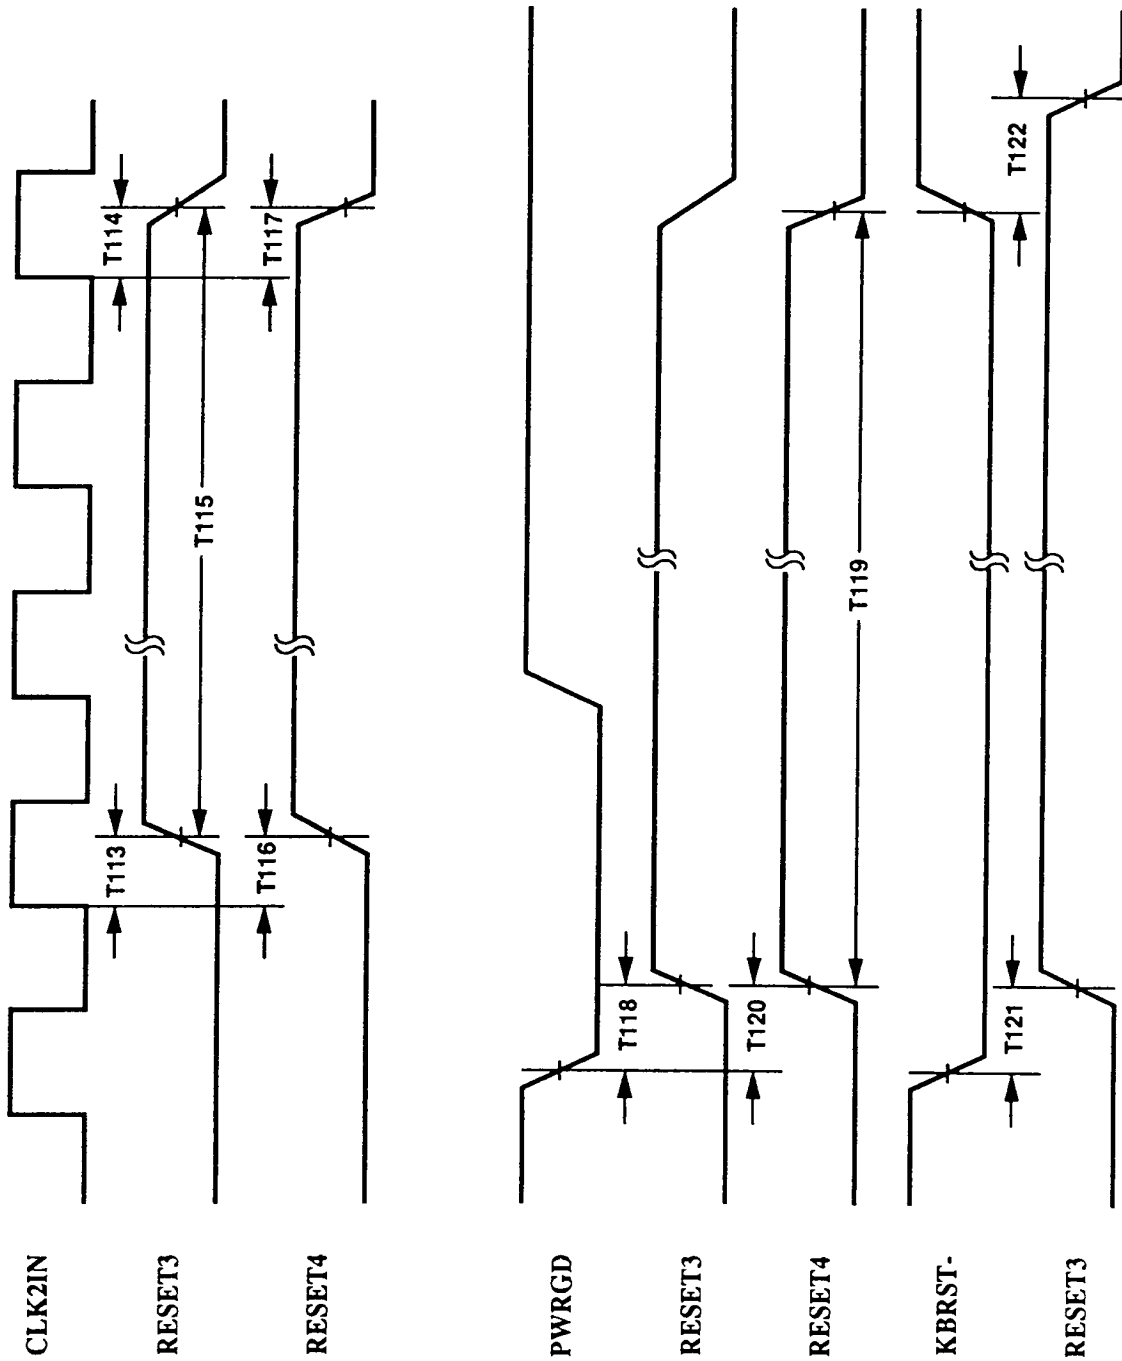 CLK2IN
T113
T114
RESET3
T115
T116
T117
RESET4
PWRGD
T118
RESET3
T120
RESET4
T119
KBRST-
T121
T122
RESET3